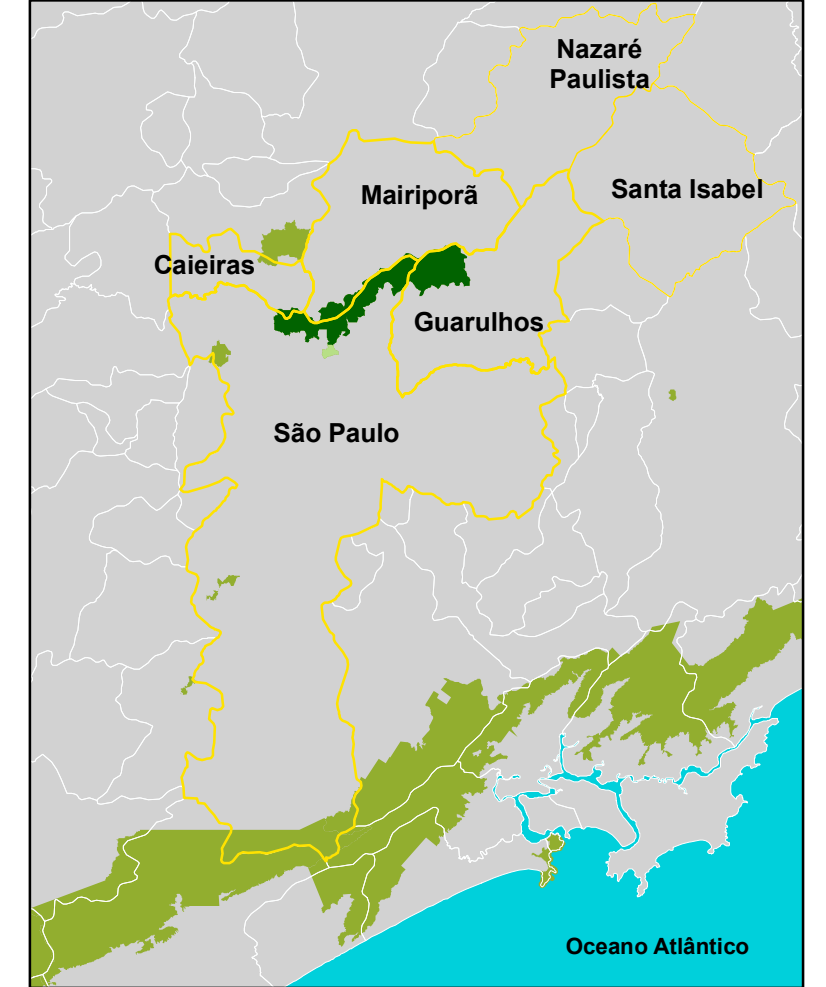 Nazaré
Paulista
Santa Isabel
Mairiporã
Caieiras
Guarulhos
São Paulo
Oceano Atlântico